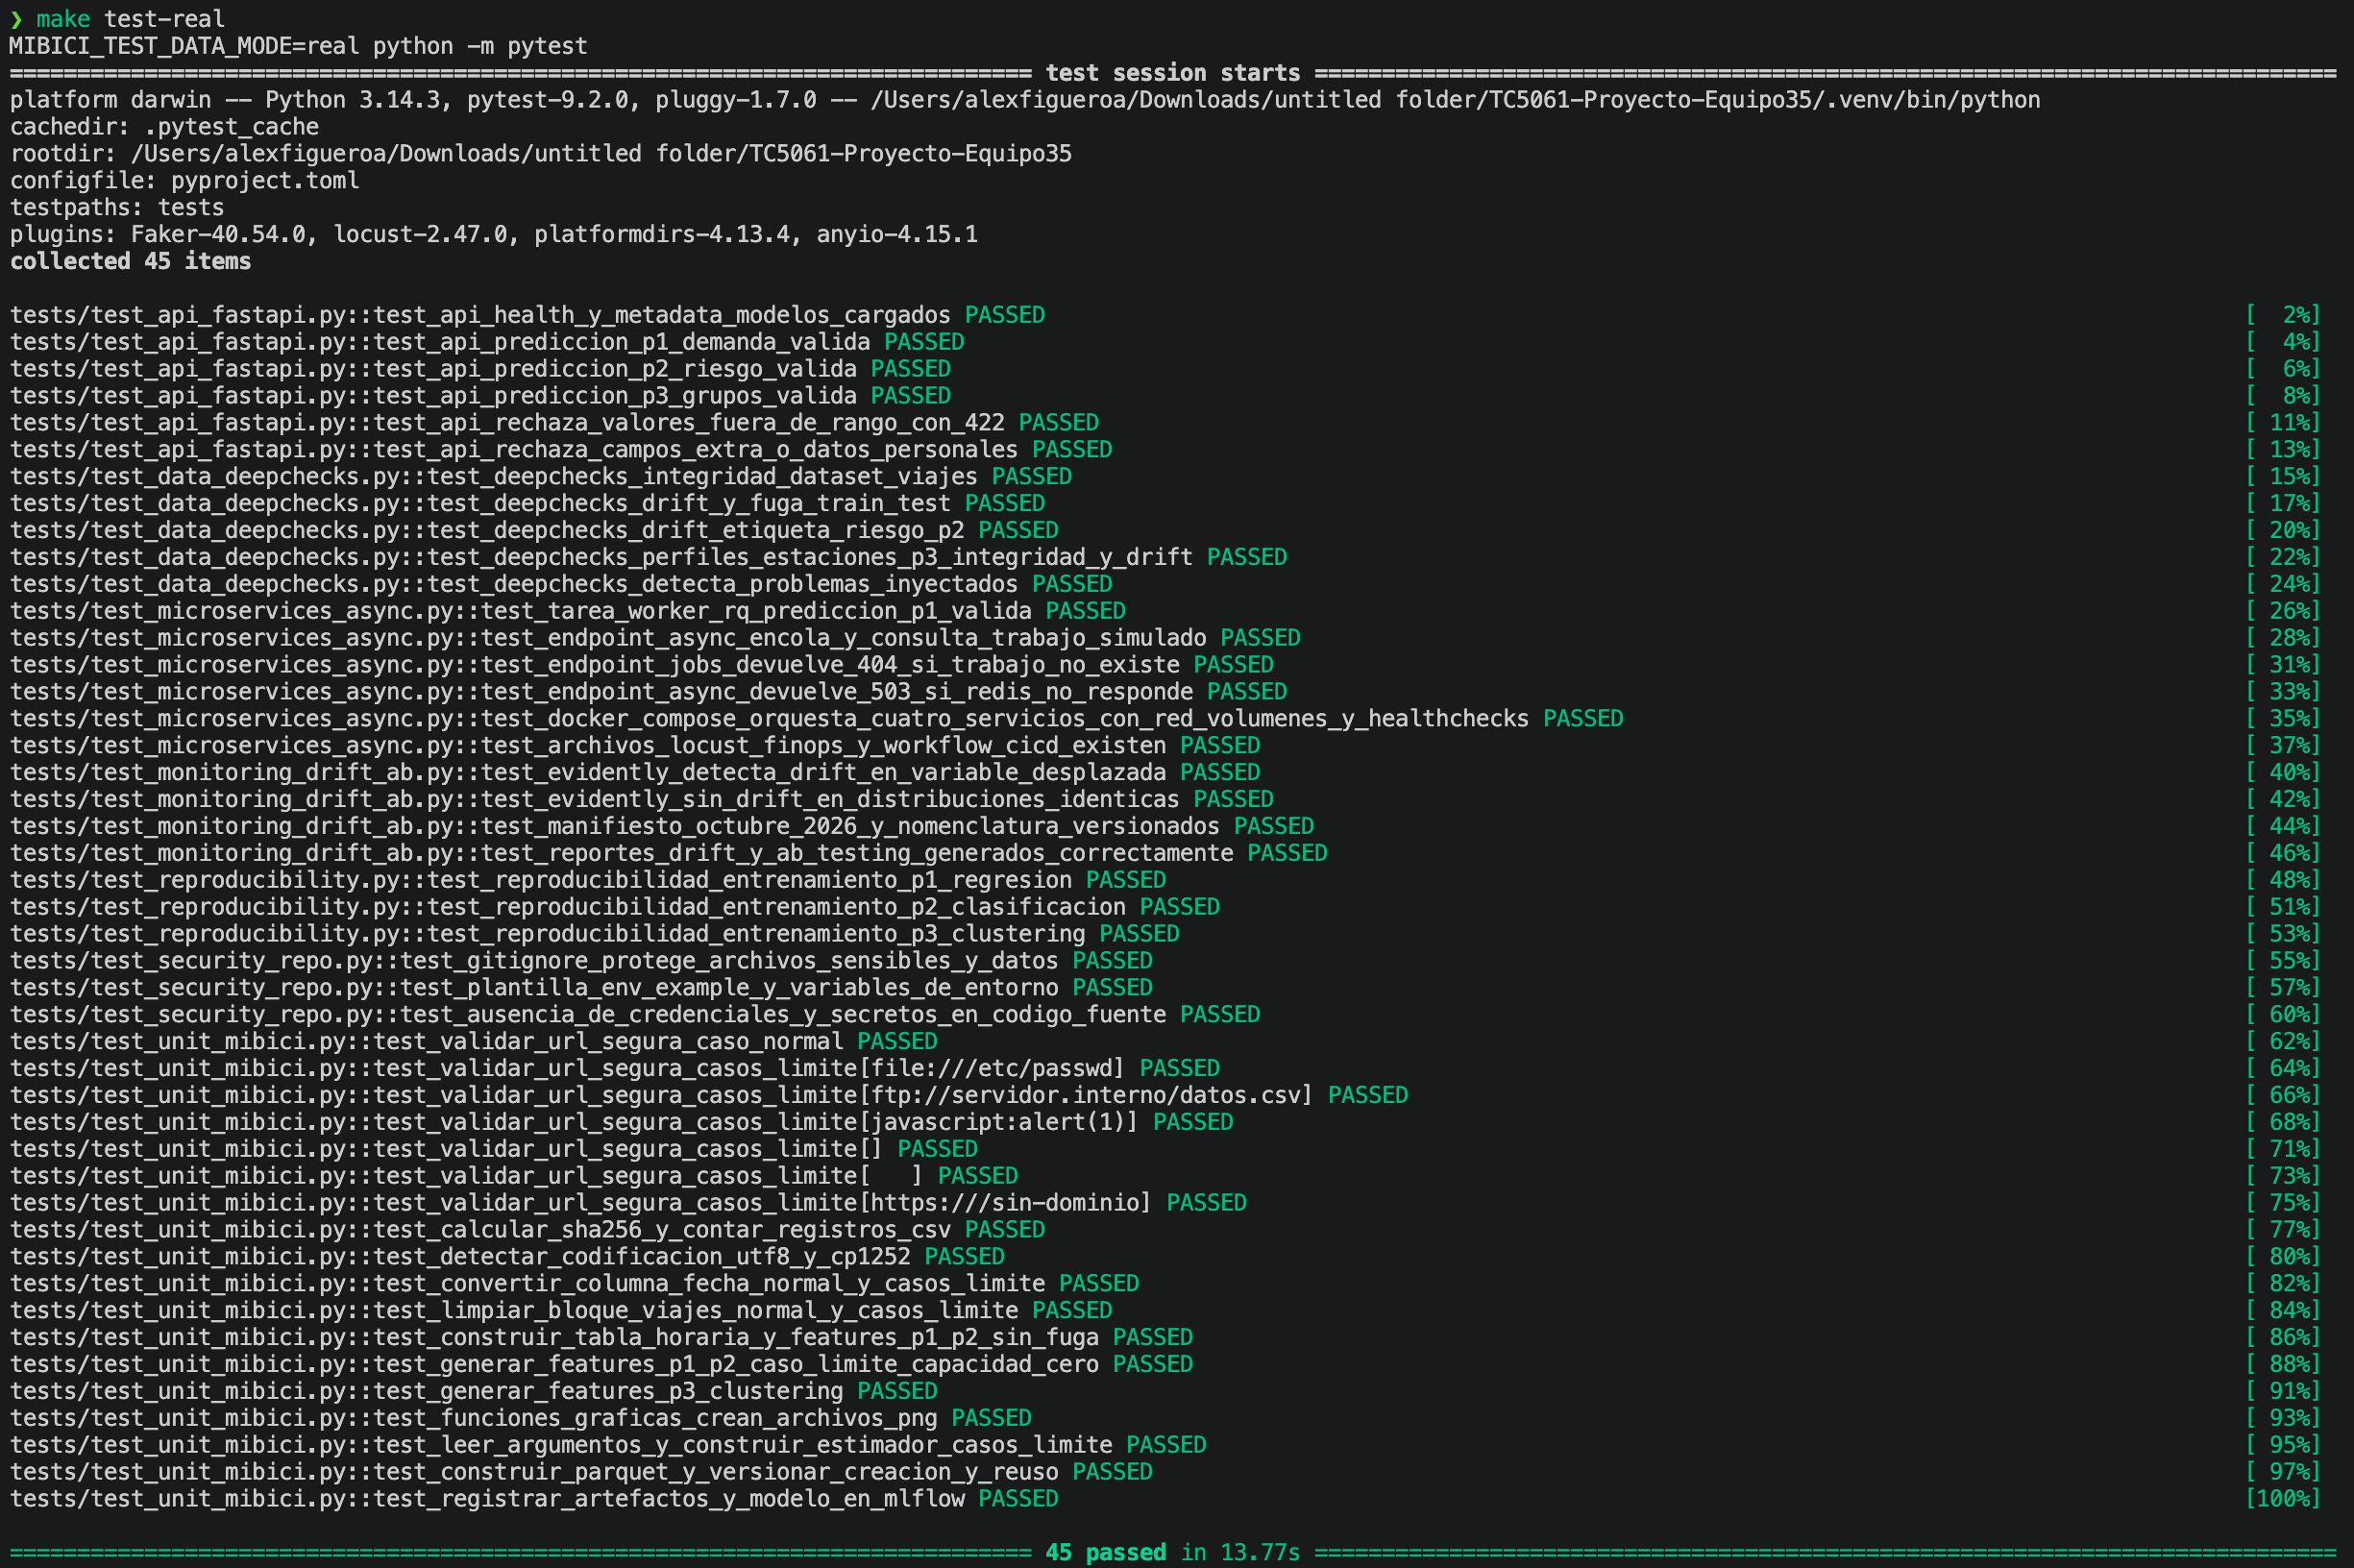 ❯ make test-real
MIBICI_TEST_DATA_MODE=real python -m pytest
============================================================================ test session starts ============================================================================
platform darwin -- Python 3.14.3, pytest-9.2.0, pluggy-1.7.0 -- /Users/alexfigueroa/Downloads/untitled folder/TC5061-Proyecto-Equipo35/.venv/bin/python
cachedir: .pytest_cache
rootdir: /Users/alexfigueroa/Downloads/untitled folder/TC5061-Proyecto-Equipo35
configfile: pyproject.toml
testpaths: tests
plugins: Faker-40.54.0, locust-2.47.0, platformdirs-4.13.4, anyio-4.15.1
collected 45 items
tests/test_api_fastapi.py::test_api_health_y_metadata_modelos_cargados PASSED [  2%]
tests/test_api_fastapi.py::test_api_prediccion_p1_demanda_valida PASSED [  4%]
tests/test_api_fastapi.py::test_api_prediccion_p2_riesgo_valida PASSED [  6%]
tests/test_api_fastapi.py::test_api_prediccion_p3_grupos_valida PASSED [  8%]
tests/test_api_fastapi.py::test_api_rechaza_valores_fuera_de_rango_con_422 PASSED [ 11%]
tests/test_api_fastapi.py::test_api_rechaza_campos_extra_o_datos_personales PASSED [ 13%]
tests/test_data_deepchecks.py::test_deepchecks_integridad_dataset_viajes PASSED [ 15%]
tests/test_data_deepchecks.py::test_deepchecks_drift_y_fuga_train_test PASSED [ 17%]
tests/test_data_deepchecks.py::test_deepchecks_drift_etiqueta_riesgo_p2 PASSED [ 20%]
tests/test_data_deepchecks.py::test_deepchecks_perfiles_estaciones_p3_integridad_y_drift PASSED [ 22%]
tests/test_data_deepchecks.py::test_deepchecks_detecta_problemas_inyectados PASSED [ 24%]
tests/test_microservices_async.py::test_tarea_worker_rq_prediccion_p1_valida PASSED [ 26%]
tests/test_microservices_async.py::test_endpoint_async_encola_y_consulta_trabajo_simulado PASSED [ 28%]
tests/test_microservices_async.py::test_endpoint_jobs_devuelve_404_si_trabajo_no_existe PASSED [ 31%]
tests/test_microservices_async.py::test_endpoint_async_devuelve_503_si_redis_no_responde PASSED [ 33%]
tests/test_microservices_async.py::test_docker_compose_orquesta_cuatro_servicios_con_red_volumenes_y_healthchecks PASSED [ 35%]
tests/test_microservices_async.py::test_archivos_locust_finops_y_workflow_cicd_existen PASSED [ 37%]
tests/test_monitoring_drift_ab.py::test_evidently_detecta_drift_en_variable_desplazada PASSED [ 40%]
tests/test_monitoring_drift_ab.py::test_evidently_sin_drift_en_distribuciones_identicas PASSED [ 42%]
tests/test_monitoring_drift_ab.py::test_manifiesto_octubre_2026_y_nomenclatura_versionados PASSED [ 44%]
tests/test_monitoring_drift_ab.py::test_reportes_drift_y_ab_testing_generados_correctamente PASSED [ 46%]
tests/test_reproducibility.py::test_reproducibilidad_entrenamiento_p1_regresion PASSED [ 48%]
tests/test_reproducibility.py::test_reproducibilidad_entrenamiento_p2_clasificacion PASSED [ 51%]
tests/test_reproducibility.py::test_reproducibilidad_entrenamiento_p3_clustering PASSED [ 53%]
tests/test_security_repo.py::test_gitignore_protege_archivos_sensibles_y_datos PASSED [ 55%]
tests/test_security_repo.py::test_plantilla_env_example_y_variables_de_entorno PASSED [ 57%]
tests/test_security_repo.py::test_ausencia_de_credenciales_y_secretos_en_codigo_fuente PASSED [ 60%]
tests/test_unit_mibici.py::test_validar_url_segura_caso_normal PASSED [ 62%]
tests/test_unit_mibici.py::test_validar_url_segura_casos_limite[file:///etc/passwd] PASSED [ 64%]
tests/test_unit_mibici.py::test_validar_url_segura_casos_limite[ftp://servidor.interno/datos.csv] PASSED [ 66%]
tests/test_unit_mibici.py::test_validar_url_segura_casos_limite[javascript:alert(1)] PASSED [ 68%]
tests/test_unit_mibici.py::test_validar_url_segura_casos_limite[] PASSED [ 71%]
tests/test_unit_mibici.py::test_validar_url_segura_casos_limite[   ] PASSED [ 73%]
tests/test_unit_mibici.py::test_validar_url_segura_casos_limite[https:///sin-dominio] PASSED [ 75%]
tests/test_unit_mibici.py::test_calcular_sha256_y_contar_registros_csv PASSED [ 77%]
tests/test_unit_mibici.py::test_detectar_codificacion_utf8_y_cp1252 PASSED [ 80%]
tests/test_unit_mibici.py::test_convertir_columna_fecha_normal_y_casos_limite PASSED [ 82%]
tests/test_unit_mibici.py::test_limpiar_bloque_viajes_normal_y_casos_limite PASSED [ 84%]
tests/test_unit_mibici.py::test_construir_tabla_horaria_y_features_p1_p2_sin_fuga PASSED [ 86%]
tests/test_unit_mibici.py::test_generar_features_p1_p2_caso_limite_capacidad_cero PASSED [ 88%]
tests/test_unit_mibici.py::test_generar_features_p3_clustering PASSED [ 91%]
tests/test_unit_mibici.py::test_funciones_graficas_crean_archivos_png PASSED [ 93%]
tests/test_unit_mibici.py::test_leer_argumentos_y_construir_estimador_casos_limite PASSED [ 95%]
tests/test_unit_mibici.py::test_construir_parquet_y_versionar_creacion_y_reuso PASSED [ 97%]
tests/test_unit_mibici.py::test_registrar_artefactos_y_modelo_en_mlflow PASSED [100%]
============================================================================ 45 passed in 13.77s ============================================================================